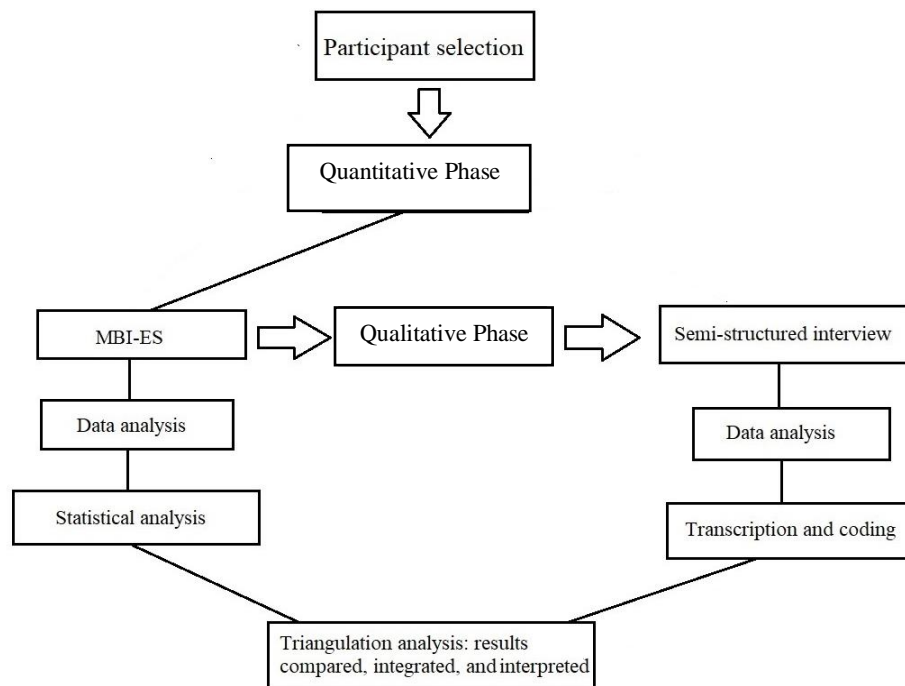 Participant selection
Quantitative Phase
MBI-ES
Qualitative Phase
Semi-structured interview
Data analysis
Data analysis
Statistical analysis
Transcription and coding
Triangulation analysis: results
compared, integrated, and interpreted